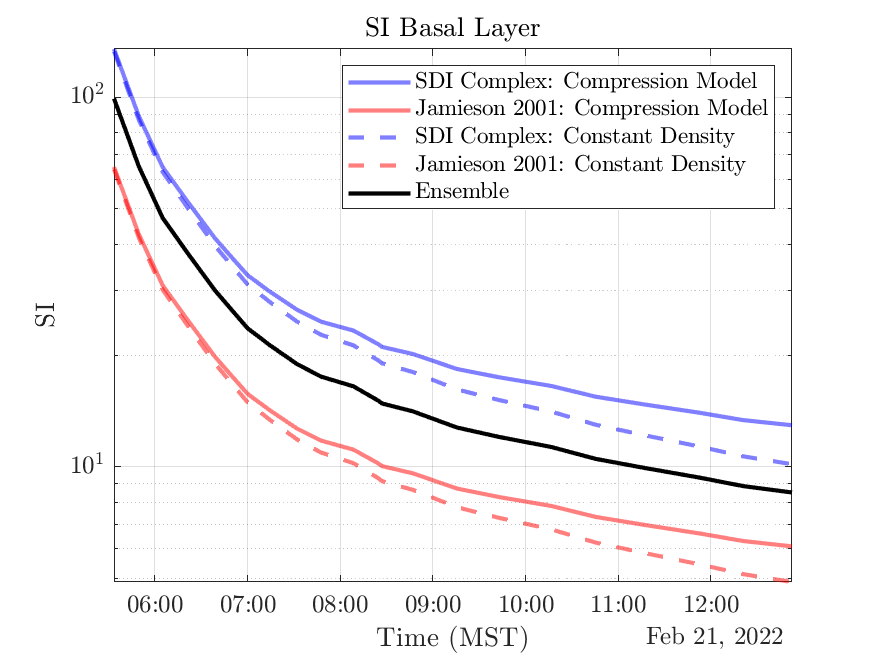 SI Basal Layer
SDI Complex: Compression Model
Jamieson 2001: Compression Model
SDI Complex: Constant Density
Jamieson 2001: Constant Density
Ensemble
10²
10¹
SI
06:00 07:00 08:00 09:00 10:00 11:00 12:00
Time (MST)
Feb 21, 2022